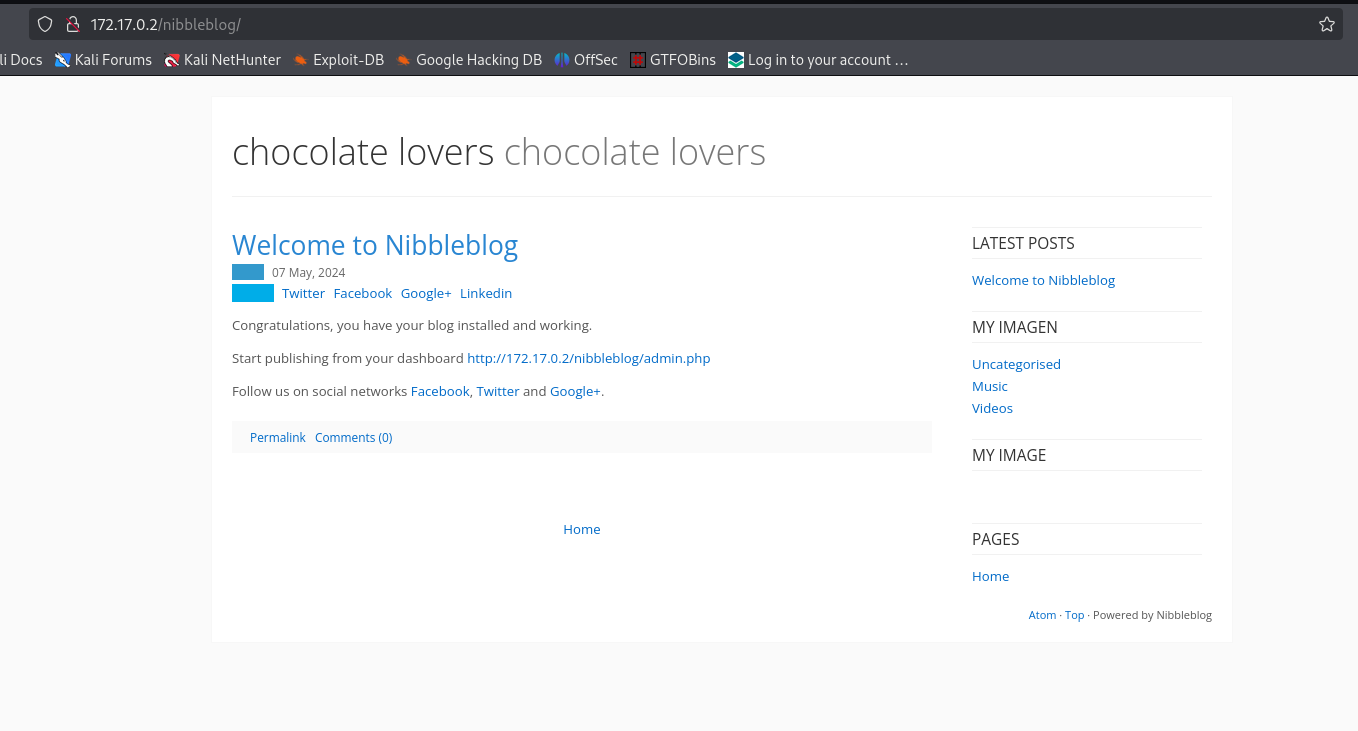 172.17.0.2/nibbleblog/
li Docs Kali Forums Kali NetHunter Exploit-DB Google Hacking DB OffSec GTFOBins Log in to your account …
chocolate lovers chocolate lovers
Welcome to Nibbleblog
07 May, 2024
Twitter Facebook Google+ Linkedin
Congratulations, you have your blog installed and working.
Start publishing from your dashboard http://172.17.0.2/nibbleblog/admin.php
Follow us on social networks Facebook, Twitter and Google+.
Permalink Comments (0)
Home
LATEST POSTS
Welcome to Nibbleblog
MY IMAGEN
Uncategorised
Music
Videos
MY IMAGE
PAGES
Home
Atom · Top · Powered by Nibbleblog